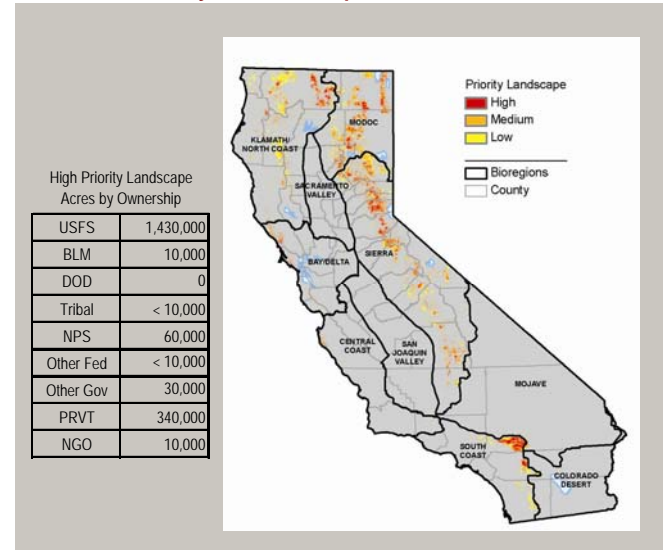 High Priority Landscape
Acres by Ownership
USFS 1,430,000
BLM 10,000
DOD 0
Tribal < 10,000
NPS 60,000
Other Fed < 10,000
Other Gov 30,000
PRVT 340,000
NGO 10,000
Priority Landscape
High
Medium
Low
Bioregions
County
MODOC
KLAMATH/
NORTH COAST
SACRAMENTO
VALLEY
BAY/DELTA
SIERRA
CENTRAL
COAST
SAN
JOAQUIN
VALLEY
MOJAVE
SOUTH
COAST
COLORADO
DESERT